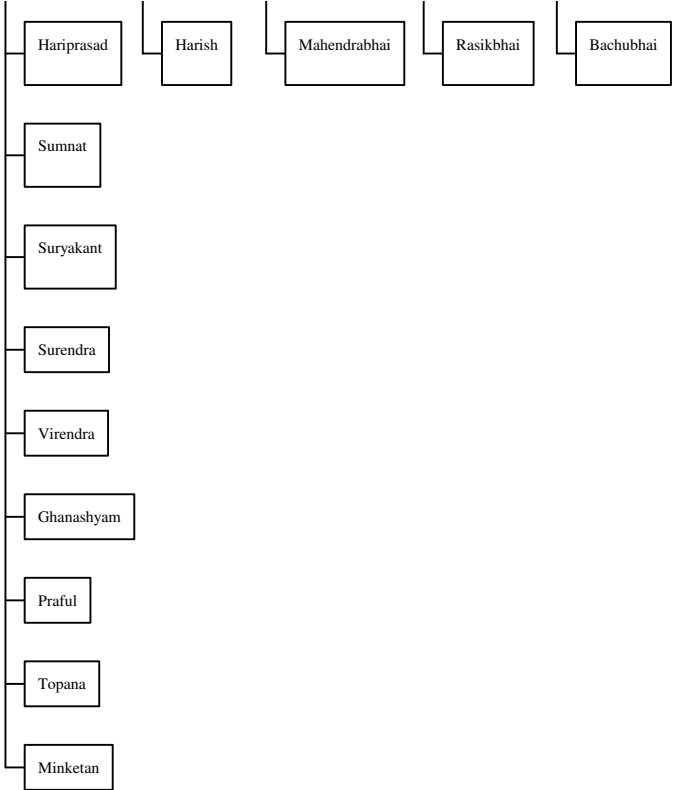 Hariprasad
Harish
Mahendrabhai
Rasikbhai
Bachubhai
Sumnat
Suryakant
Surendra
Virendra
Ghanashyam
Praful
Topana
Minketan